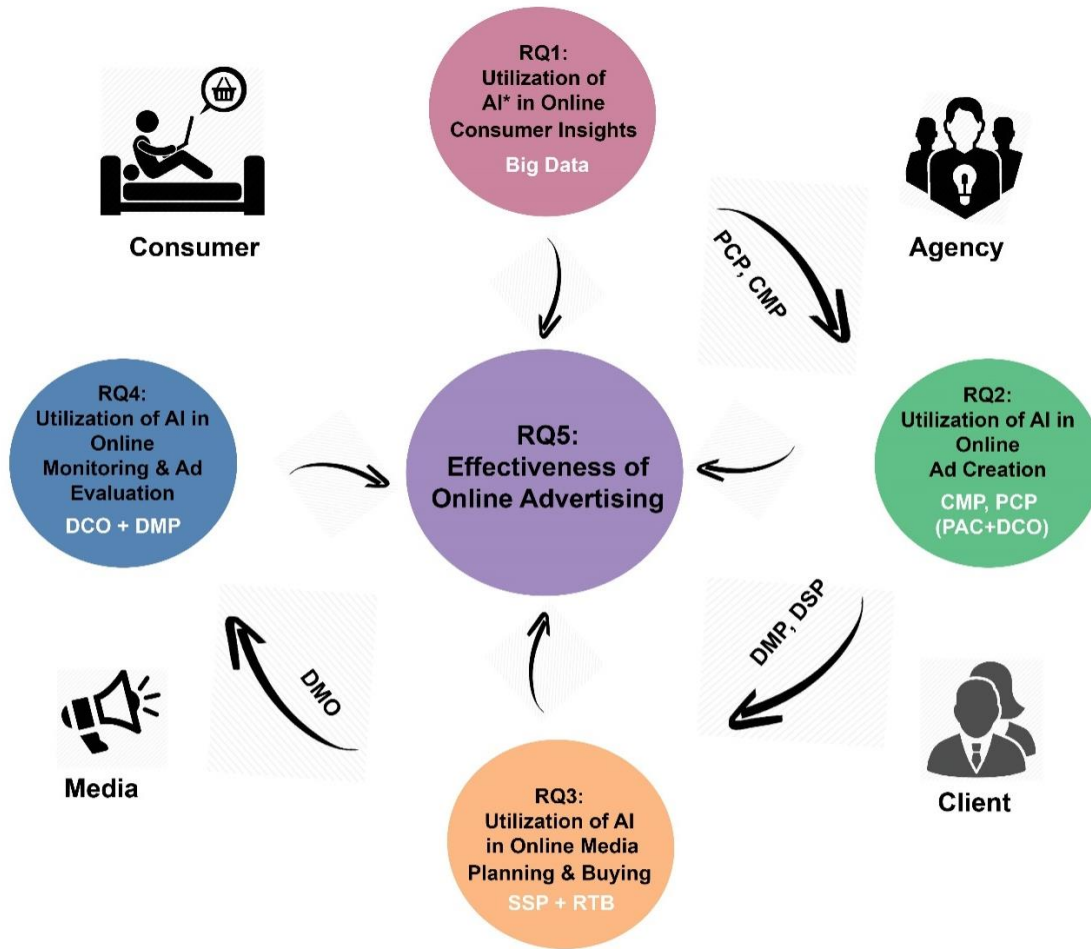 RQ1:
Utilization of
AI* in Online
Consumer Insights
Big Data
Consumer
Agency
PCP, CMP
RQ4:
Utilization of AI in
Online
Monitoring & Ad
Evaluation
DCO + DMP
RQ5:
Effectiveness of
Online Advertising
RQ2:
Utilization of AI in
Online
Ad Creation
CMP, PCP
(PAC+DCO)
DMP, DSP
DMO
Media
Client
RQ3:
Utilization of AI
in Online Media
Planning & Buying
SSP + RTB